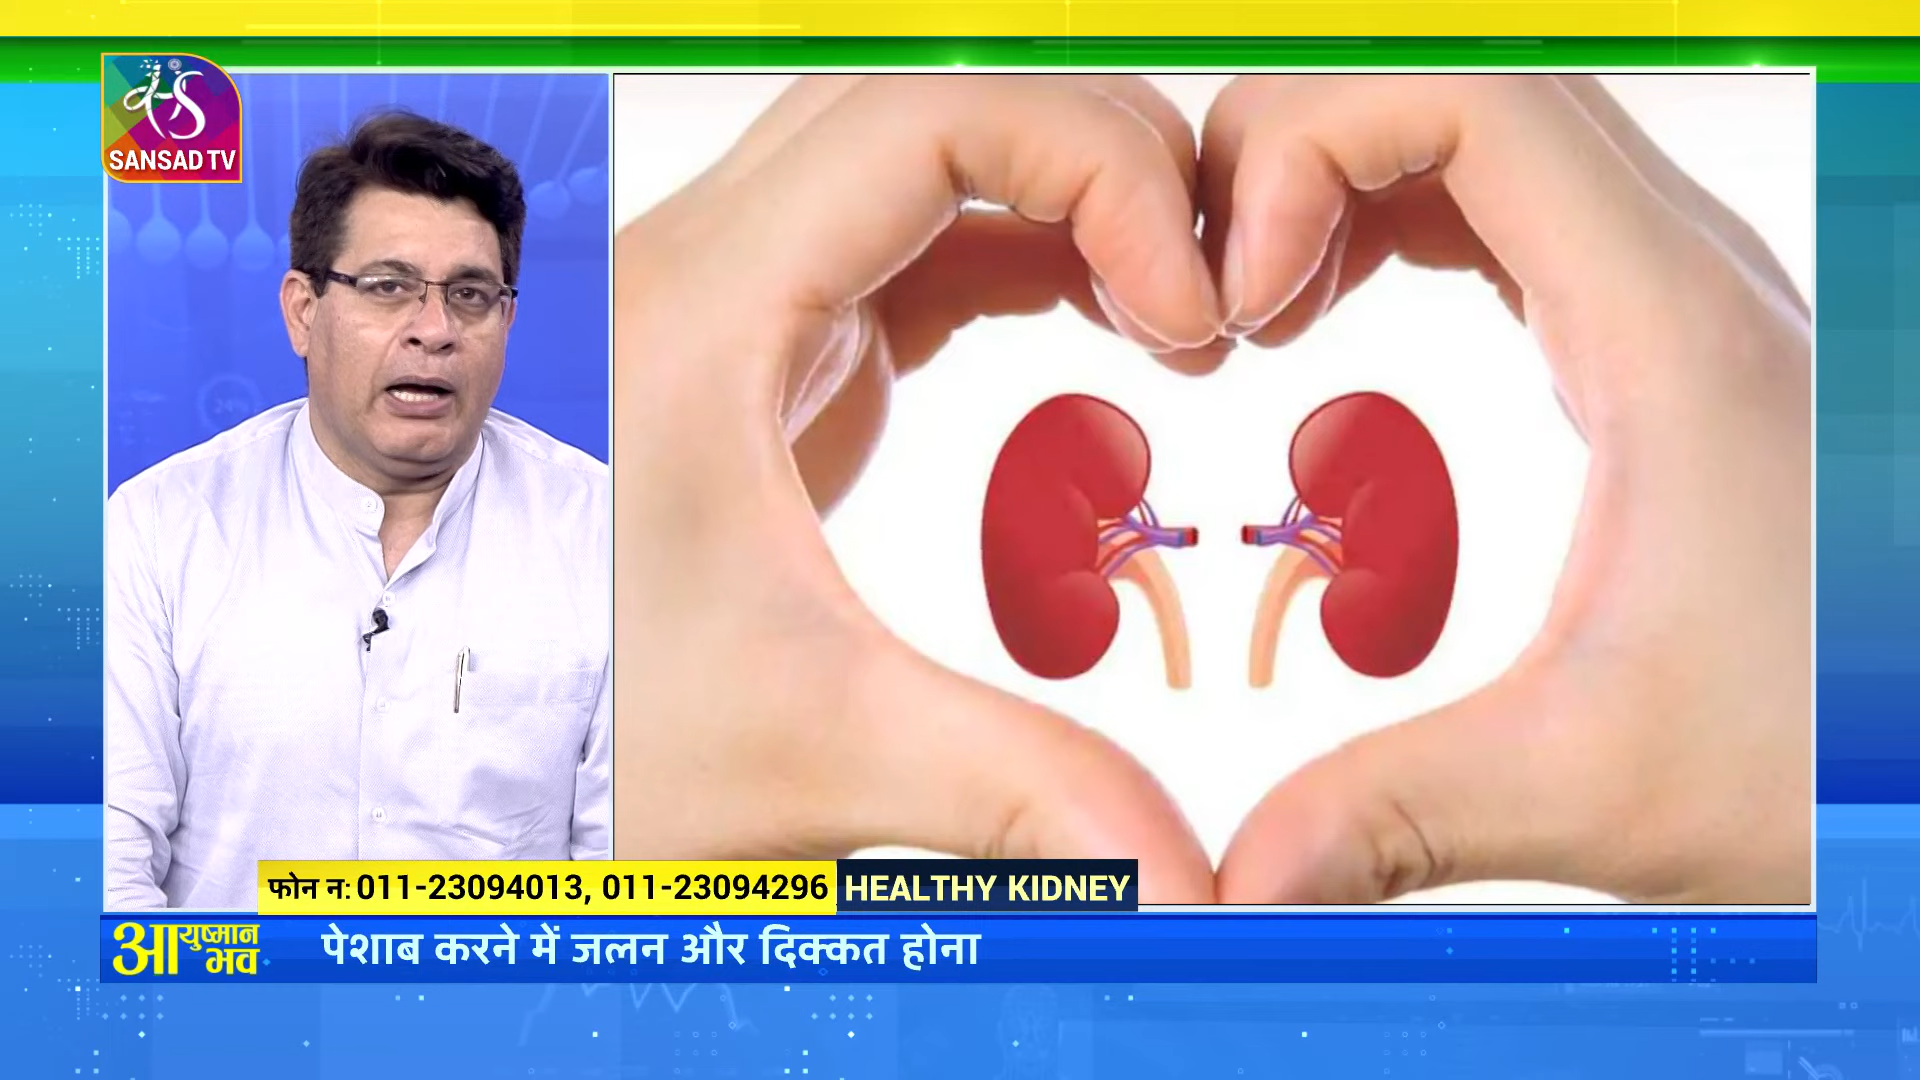 SANSAD TV
फोन न: 011-23094013, 011-23094296
HEALTHY KIDNEY
आयुष्मान भव
पेशाब करने में जलन और दिक्कत होना